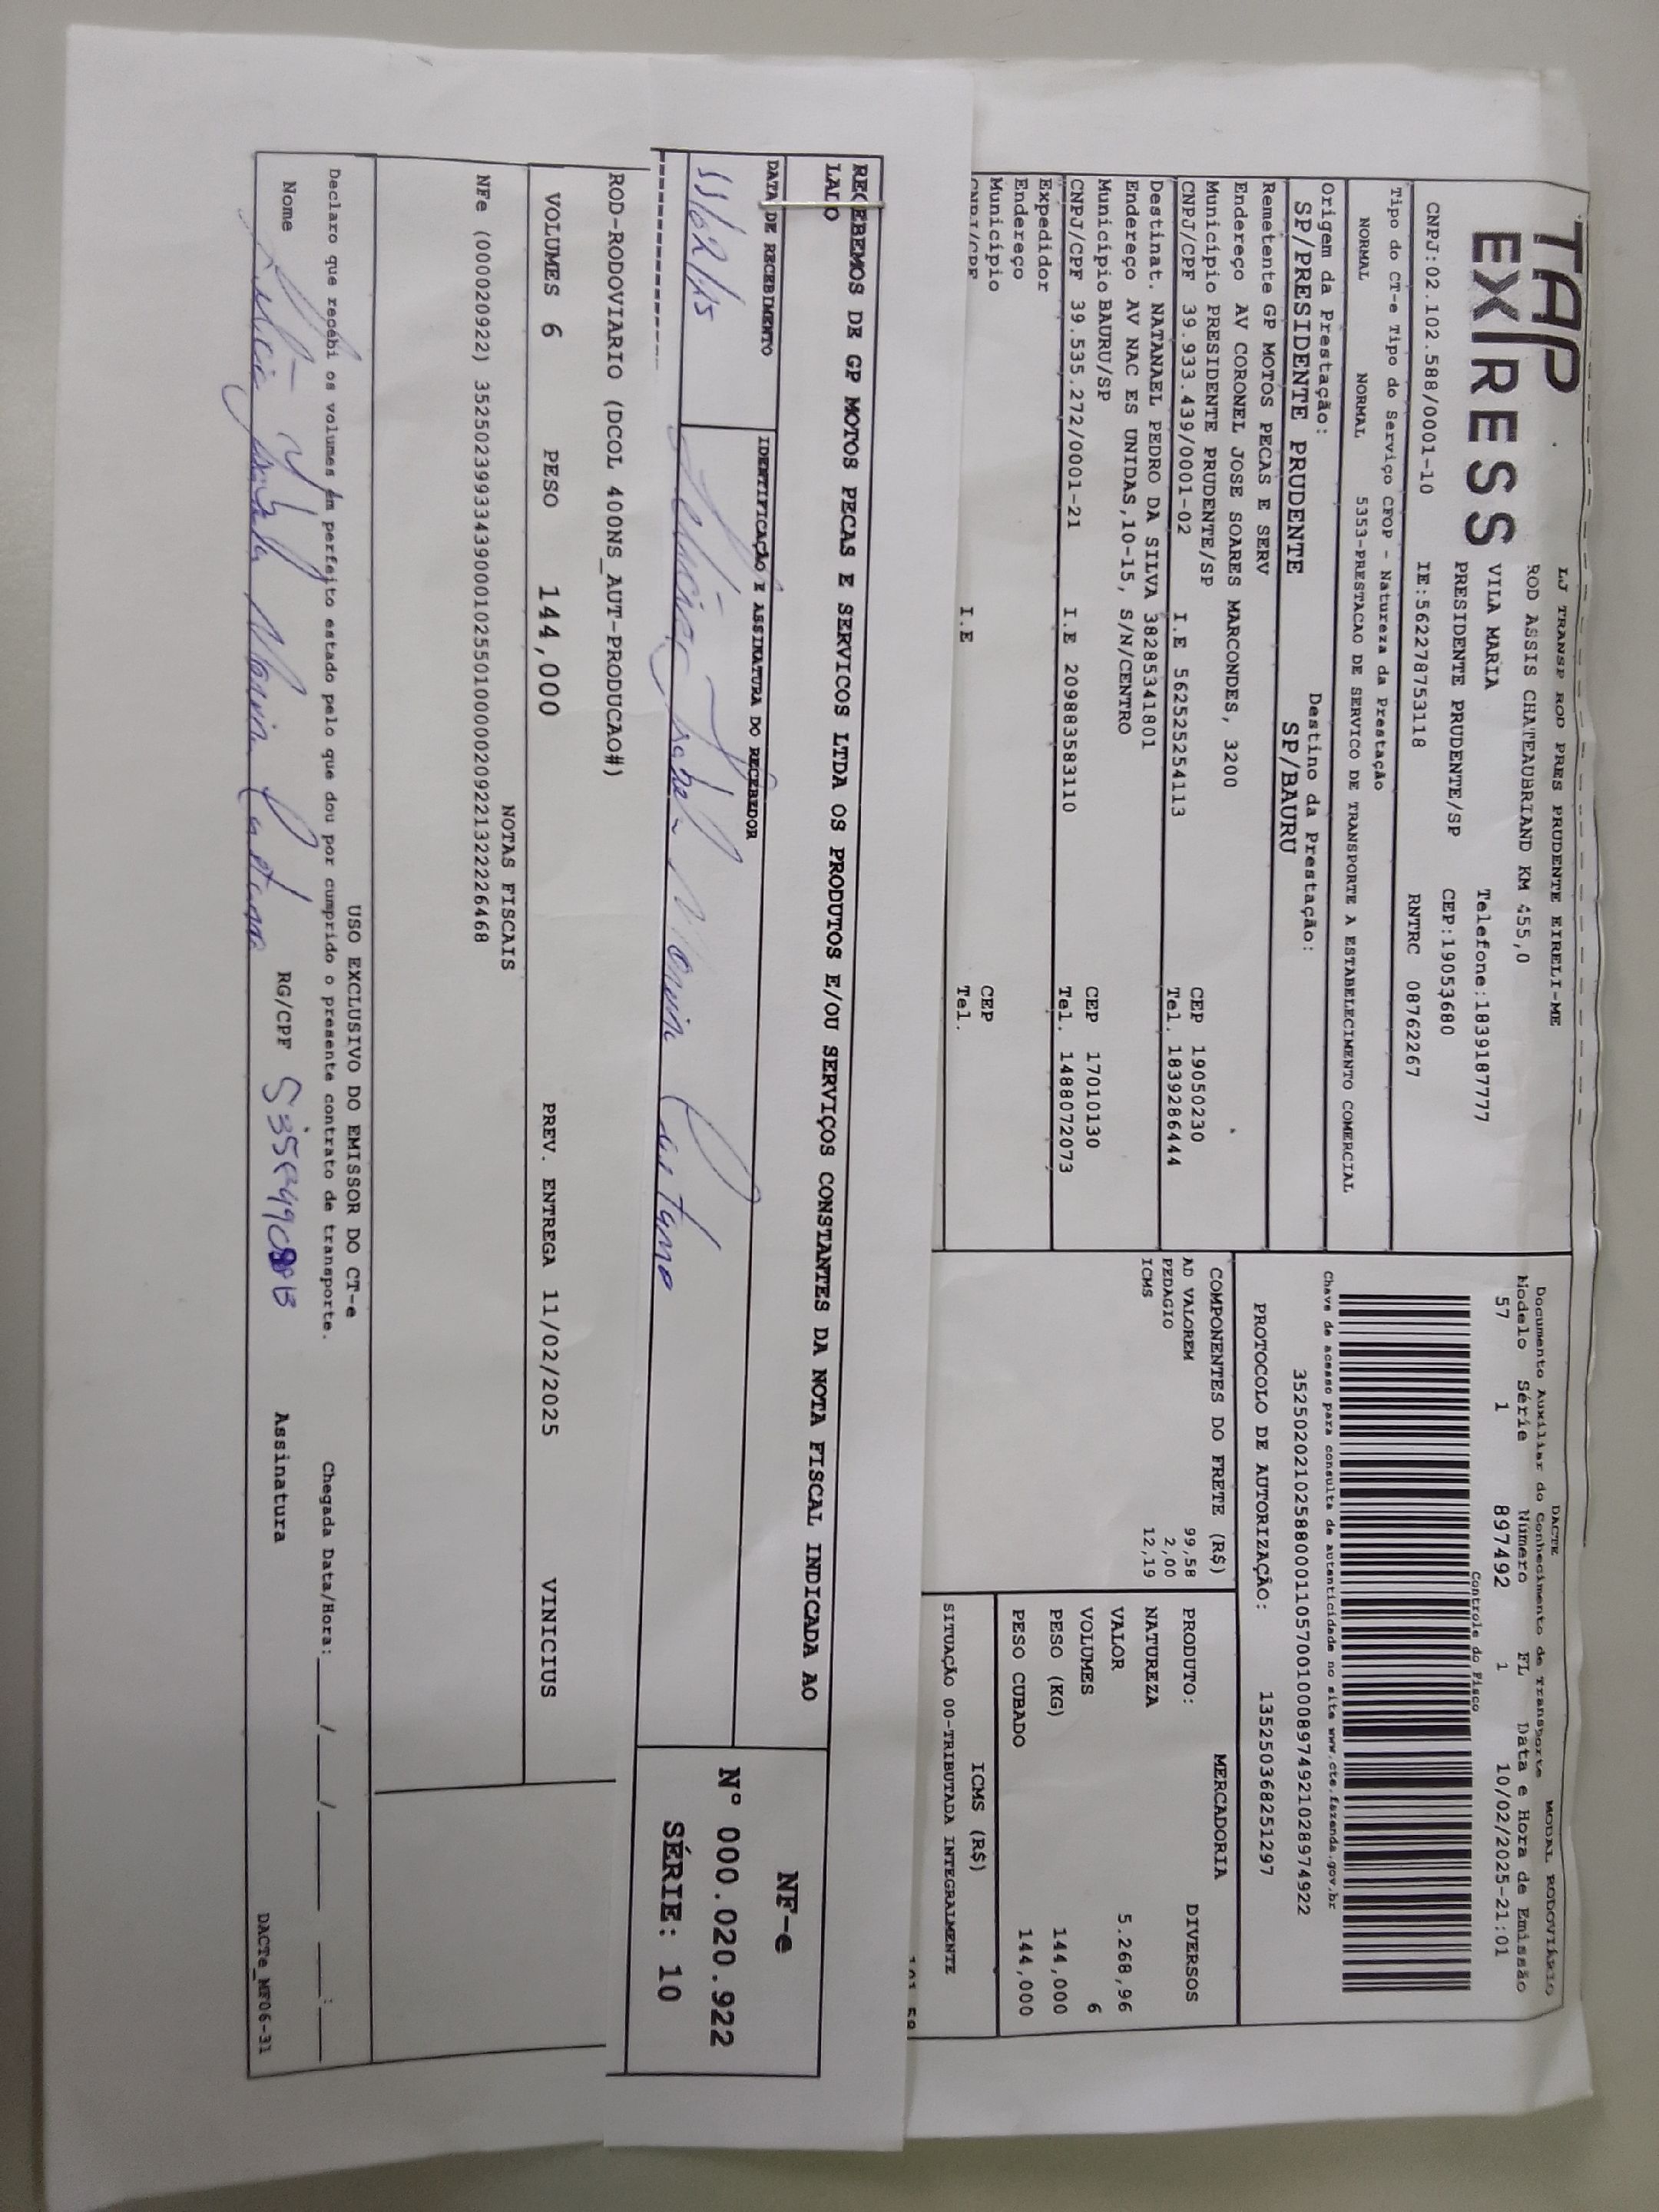 TAP
EXPRESS
LJ TRANSP ROD PRES PRUDENTE EIRELI-ME
ROD ASSIS CHATEAUBRIAND KM 455,0
VILA MARIA Telefone:1839187777
PRESIDENTE PRUDENTE/SP CEP:19053680
CNPJ:02.102.588/0001-10 IE:562278753118 RNTRC 08762267
Tipo do CT-e Tipo do Serviço CFOP - Natureza da Prestação
NORMAL NORMAL 5353-PRESTACAO DE SERVICO DE TRANSPORTE A ESTABELECIMENTO COMERCIAL
Origem da Prestação: Destino da Prestação:
SP/PRESIDENTE PRUDENTE SP/BAURU
Remetente GP MOTOS PECAS E SERV
Endereço AV CORONEL JOSE SOARES MARCONDES, 3200
Município PRESIDENTE PRUDENTE/SP CEP 19050230
CNPJ/CPF 39.933.439/0001-02 I.E 562525254113 Tel. 1839286444
Destinat. NATANAEL PEDRO DA SILVA 38285341801
Endereço AV NAC ES UNIDAS,10-15, S/N/CENTRO
Município BAURU/SP CEP 17010130
CNPJ/CPF 39.535.272/0001-21 I.E 209883583110 Tel. 1488072073
Expedidor
Endereço
Município CEP
CNPJ/CPF I.E Tel.
DACTE MODAL RODOVIÁRIO
Documento Auxiliar do Conhecimento de Transporte
Modelo Série Número FL Data e Hora de Emissão
57 1 897492 1 10/02/2025-21:01
Controle do Fisco
Chave de acesso para consulta de autenticidade no site www.cte.fazenda.gov.br
35250202102588000110570010008974921028974922
PROTOCOLO DE AUTORIZAÇÃO: 135250368251297
COMPONENTES DO FRETE (R$)
AD VALOREM 99,58
PEDAGIO 2,00
ICMS 12,19
MERCADORIA
PRODUTO: DIVERSOS
NATUREZA
VALOR 5.268,96
VOLUMES 6
PESO (KG) 144,000
PESO CUBADO 144,000
ICMS (R$)
SITUAÇÃO 00-TRIBUTADA INTEGRALMENTE
RECEBEMOS DE GP MOTOS PECAS E SERVICOS LTDA OS PRODUTOS E/OU SERVIÇOS CONSTANTES DA NOTA FISCAL INDICADA AO
LADO
DATA DE RECEBIMENTO IDENTIFICAÇÃO E ASSINATURA DO RECEBEDOR
NF-e
Nº 000.020.922
SÉRIE: 10
ROD-RODOVIARIO (DCOL 400NS_AUT-PRODUCAO#)
VOLUMES 6 PESO 144,000 PREV. ENTREGA 11/02/2025 VINICIUS
NOTAS FISCAIS
NFe (000020922) 35250239933439000102550100000209221322226468
USO EXCLUSIVO DO EMISSOR DO CT-e
Declaro que recebi os volumes em perfeito estado pelo que dou por cumprido o presente contrato de transporte. Chegada Data/Hora: ___/___/___ __:__
Nome RG/CPF Assinatura
DACTe_MF06-31